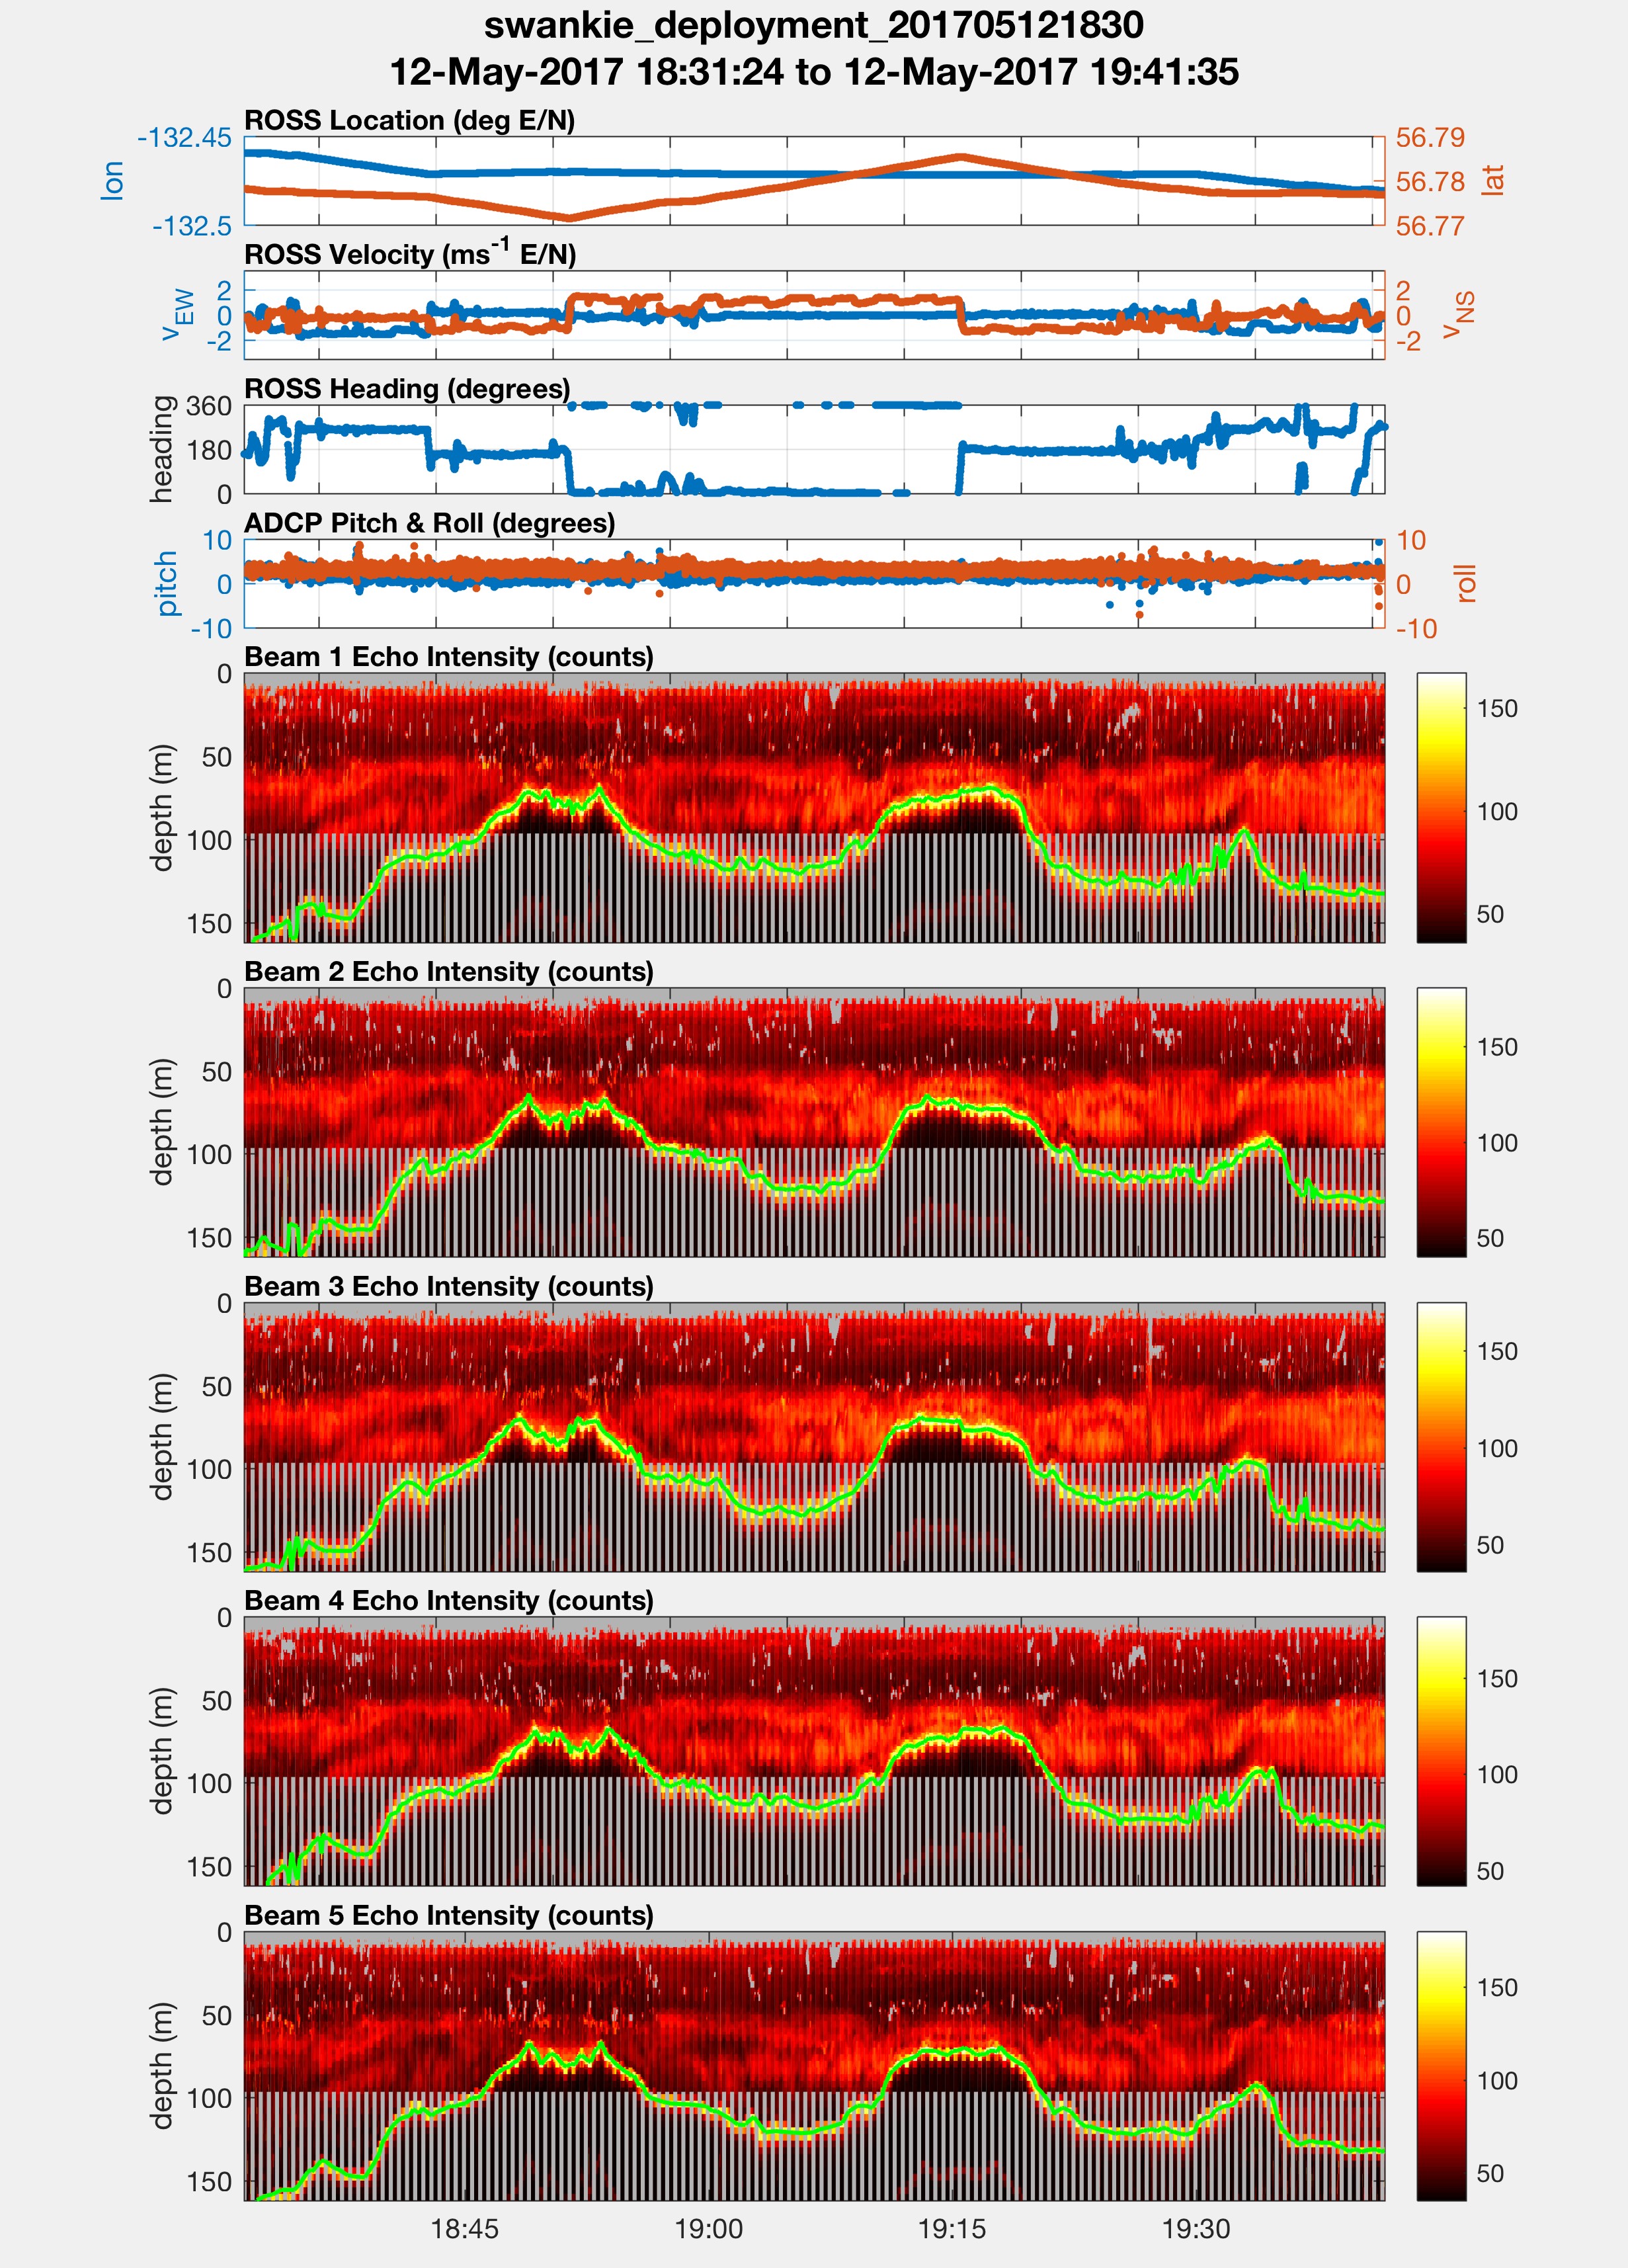 swankie_deployment_201705121830
12-May-2017 18:31:24 to 12-May-2017 19:41:35
ROSS Location (deg E/N)
-132.45
-132.5
lon
56.79
56.78
56.77
lat
ROSS Velocity (ms-1 E/N)
2
0
-2
vEW
2
0
-2
vNS
ROSS Heading (degrees)
360
180
0
heading
ADCP Pitch & Roll (degrees)
10
0
-10
pitch
10
0
-10
roll
Beam 1 Echo Intensity (counts)
0
50
100
150
depth (m)
150
100
50
Beam 2 Echo Intensity (counts)
0
50
100
150
depth (m)
150
100
50
Beam 3 Echo Intensity (counts)
0
50
100
150
depth (m)
150
100
50
Beam 4 Echo Intensity (counts)
0
50
100
150
depth (m)
150
100
50
Beam 5 Echo Intensity (counts)
0
50
100
150
depth (m)
150
100
50
18:45 19:00 19:15 19:30